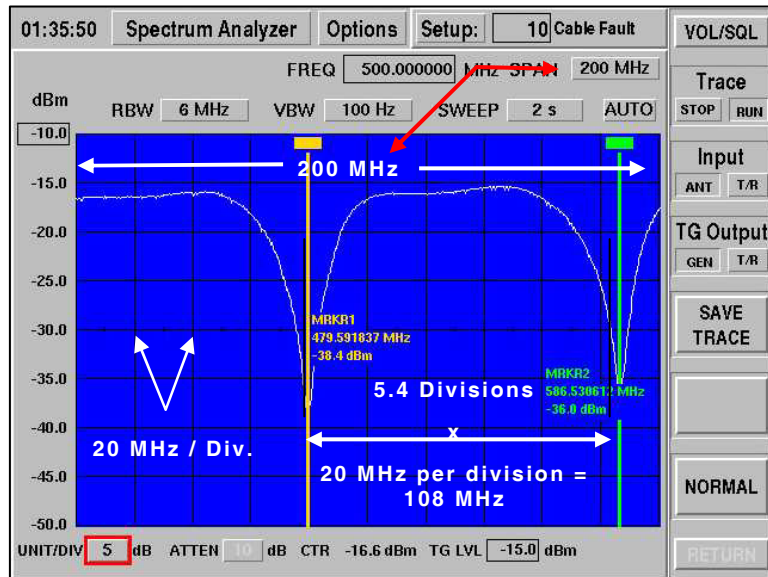 01:35:50 Spectrum Analyzer Options Setup: 10 Cable Fault
FREQ 500.000000 MHz SPAN 200 MHz
dBm RBW 6 MHz VBW 100 Hz SWEEP 2 s AUTO
-10.0
-15.0
-20.0
-25.0
-30.0
-35.0
-40.0
-45.0
-50.0
200 MHz
MRKR1
479.591837 MHz
-38.4 dBm
5.4 Divisions
MRKR2
586.530612 MHz
-36.0 dBm
20 MHz / Div.
x
20 MHz per division =
108 MHz
UNIT/DIV 5 dB ATTEN 10 dB CTR -16.6 dBm TG LVL -15.0 dBm
VOL/SQL
Trace
STOP RUN
Input
ANT T/R
TG Output
GEN T/R
SAVE
TRACE
NORMAL
RETURN